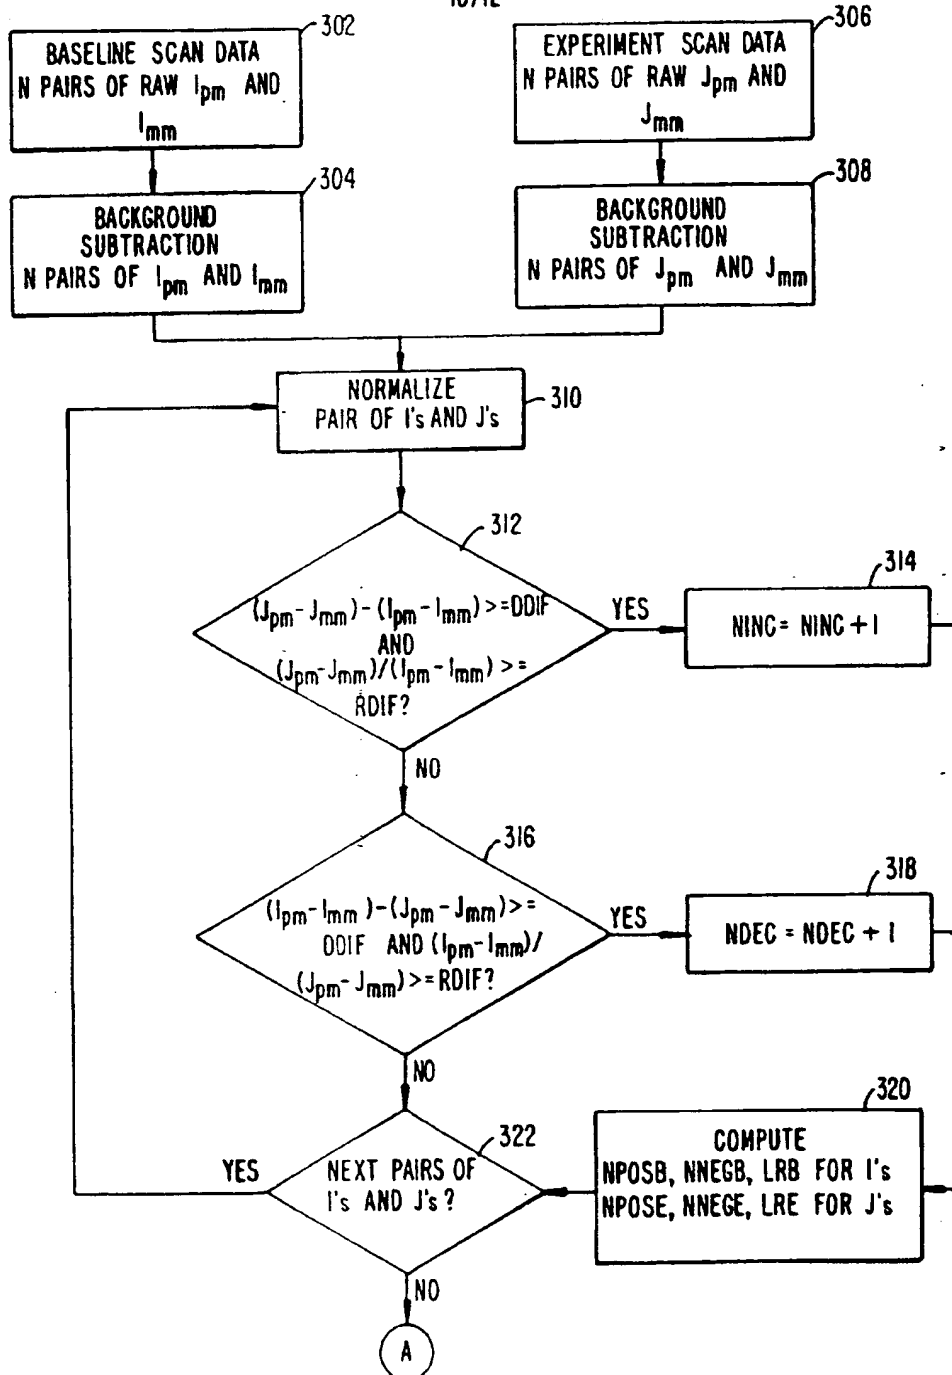 302
BASELINE SCAN DATA
N PAIRS OF RAW Ipm AND
Imm
306
EXPERIMENT SCAN DATA
N PAIRS OF RAW Jpm AND
Jmm
304
BACKGROUND
SUBTRACTION
N PAIRS OF Ipm AND Imm
308
BACKGROUND
SUBTRACTION
N PAIRS OF Jpm AND Jmm
NORMALIZE
PAIR OF I's AND J's
310
312
(Jpm-Jmm)-(Ipm-Imm)>=DDIF
AND
(Jpm-Jmm)/(Ipm-Imm)>=
RDIF?
YES
314
NINC= NINC+1
NO
316
(Ipm-Imm)-(Jpm-Jmm)>=
DDIF AND (Ipm-Imm)/
(Jpm-Jmm)>=RDIF?
YES
318
NDEC = NDEC + 1
NO
322
NEXT PAIRS OF
I's AND J's?
YES
320
COMPUTE
NPOSB, NNEGB, LRB FOR I's
NPOSE, NNEGE, LRE FOR J's
NO
A